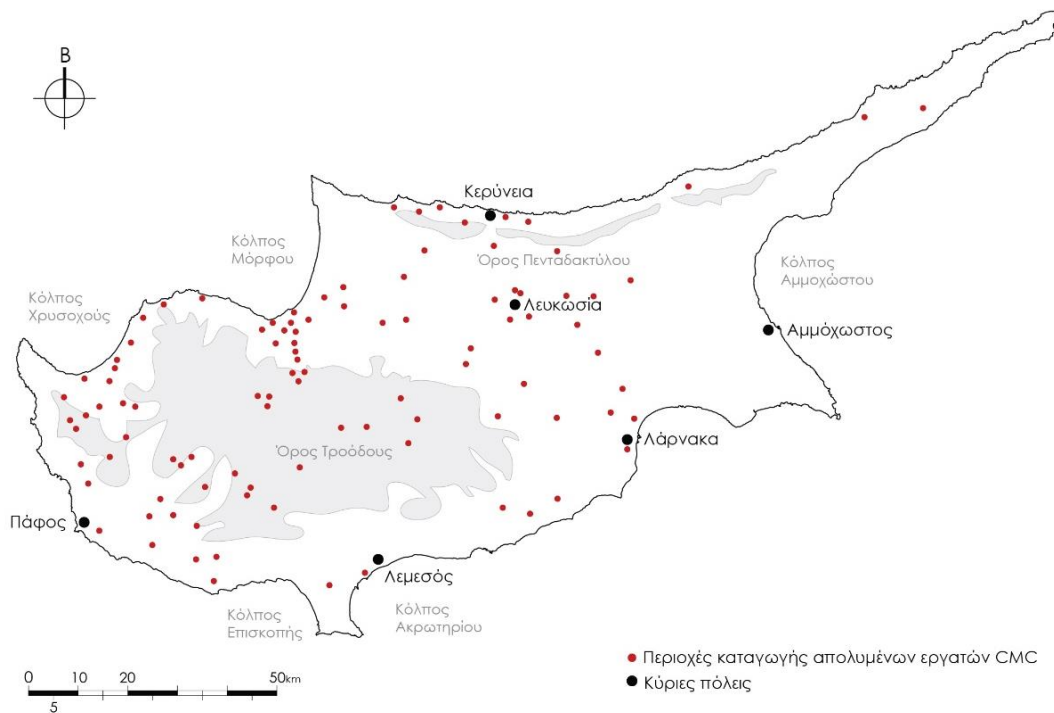 Β
Κερύνεια
Κόλπος
Μόρφου
Όρος Πενταδακτύλου
Κόλπος
Αμμοχώστου
Κόλπος
Χρυσοχούς
Λευκωσία
Αμμόχωστος
Λάρνακα
Όρος Τροόδους
Πάφος
Λεμεσός
Κόλπος
Επισκοπής
Κόλπος
Ακρωτηρίου
Περιοχές καταγωγής απολυμένων εργατών CMC
Κύριες πόλεις
0 10 20 50km
5